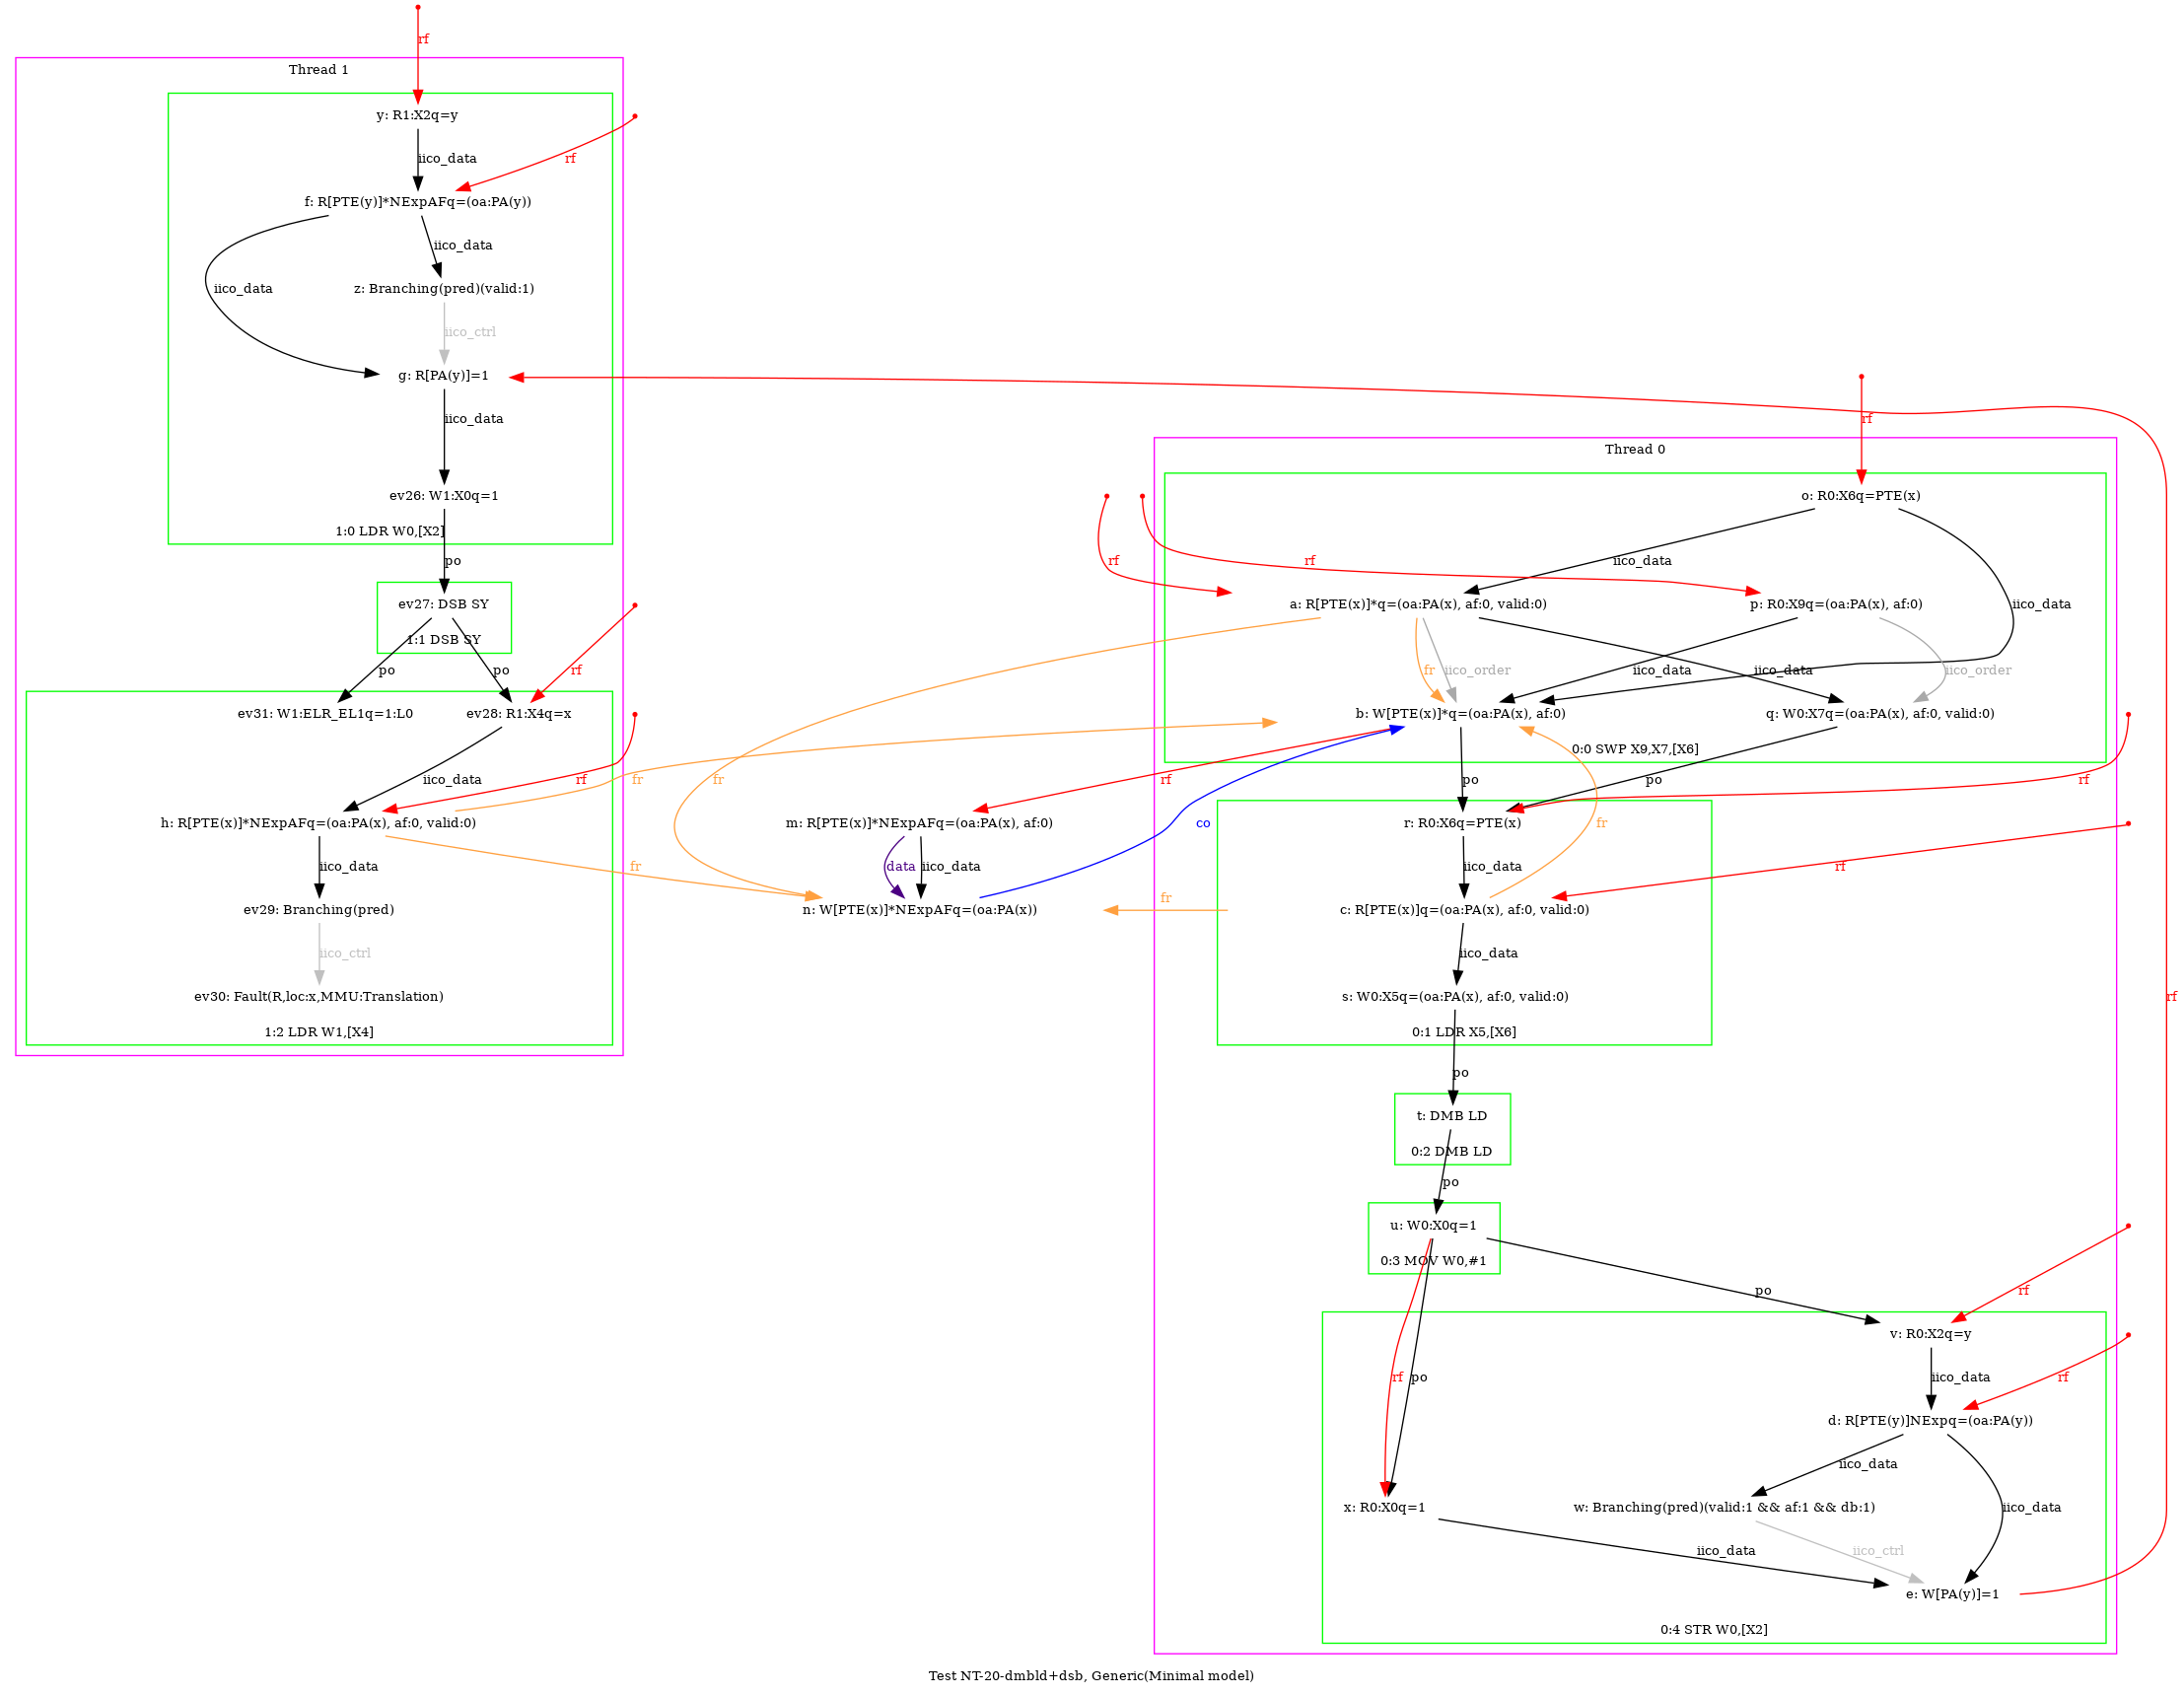 rf
Thread 1
y: R1:X2q=y
iico_data
rf
f: R[PTE(y)]*NExpAFq=(oa:PA(y))
iico_data
iico_data
z: Branching(pred)(valid:1)
iico_ctrl
g: R[PA(y)]=1
iico_data
ev26: W1:X0q=1
1:0 LDR W0,[X2]
po
ev27: DSB SY
1:1 DSB SY
po
po
rf
ev31: W1:ELR_EL1q=1:L0
ev28: R1:X4q=x
iico_data
rf
fr
h: R[PTE(x)]*NExpAFq=(oa:PA(x), af:0, valid:0)
iico_data
fr
ev29: Branching(pred)
iico_ctrl
ev30: Fault(R,loc:x,MMU:Translation)
1:2 LDR W1,[X4]
fr
rf
m: R[PTE(x)]*NExpAFq=(oa:PA(x), af:0)
co
data
iico_data
n: W[PTE(x)]*NExpAFq=(oa:PA(x))
fr
rf
Thread 0
o: R0:X6q=PTE(x)
rf
rf
iico_data
iico_data
a: R[PTE(x)]*q=(oa:PA(x), af:0, valid:0)
p: R0:X9q=(oa:PA(x), af:0)
fr
iico_order
iico_data
iico_data
iico_order
b: W[PTE(x)]*q=(oa:PA(x), af:0)
q: W0:X7q=(oa:PA(x), af:0, valid:0)
0:0 SWP X9,X7,[X6]
po
po
rf
r: R0:X6q=PTE(x)
fr
iico_data
rf
c: R[PTE(x)]q=(oa:PA(x), af:0, valid:0)
iico_data
s: W0:X5q=(oa:PA(x), af:0, valid:0)
0:1 LDR X5,[X6]
rf
po
t: DMB LD
0:2 DMB LD
po
u: W0:X0q=1
0:3 MOV W0,#1
po
rf
v: R0:X2q=y
rf
po
iico_data
rf
d: R[PTE(y)]NExpq=(oa:PA(y))
iico_data
iico_data
x: R0:X0q=1
w: Branching(pred)(valid:1 && af:1 && db:1)
iico_data
iico_ctrl
e: W[PA(y)]=1
0:4 STR W0,[X2]
Test NT-20-dmbld+dsb, Generic(Minimal model)